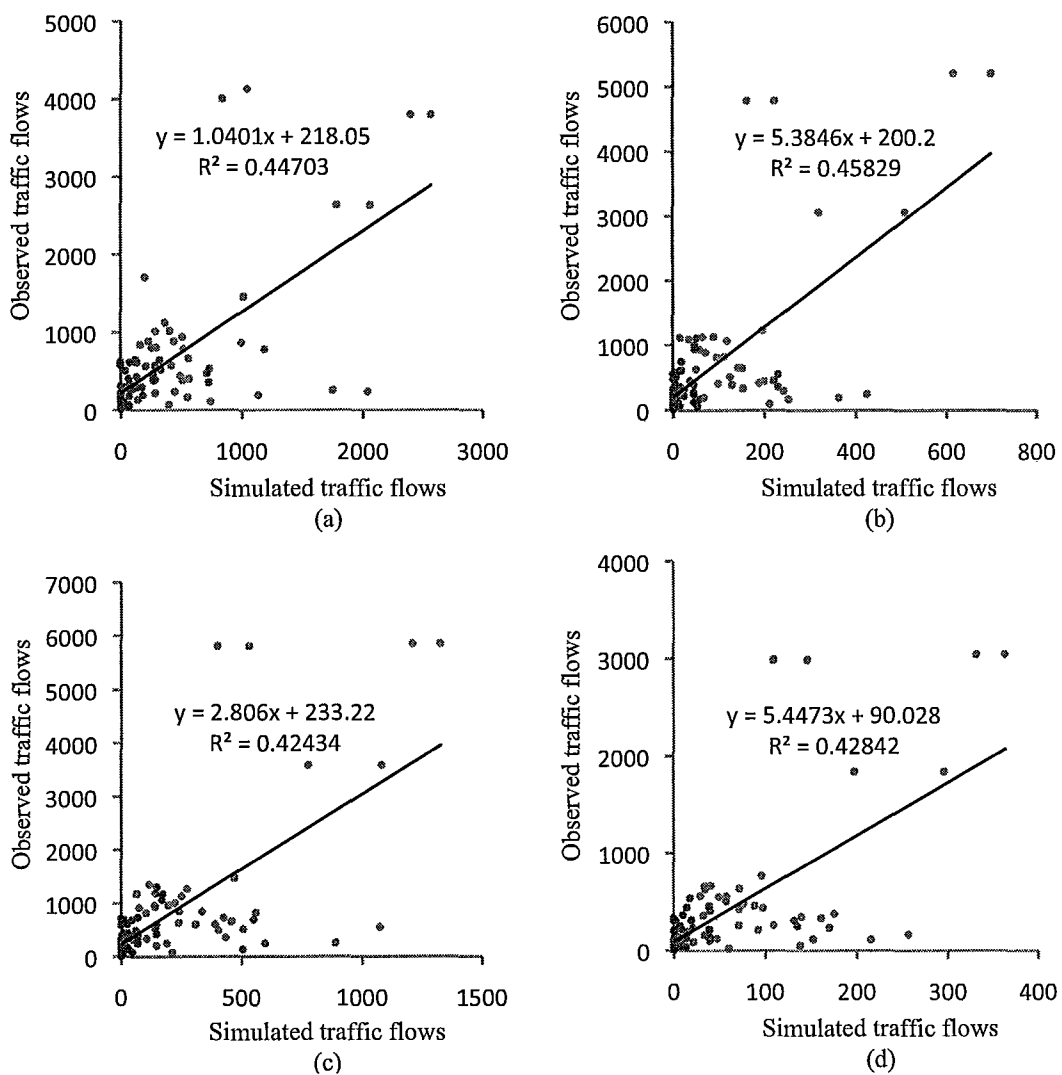 5000
4000
3000
2000
1000
0
Observed traffic flows
y = 1.0401x + 218.05
R² = 0.44703
0 1000 2000 3000
Simulated traffic flows
(a)
6000
5000
4000
3000
2000
1000
0
Observed traffic flows
y = 5.3846x + 200.2
R² = 0.45829
0 200 400 600 800
Simulated traffic flows
(b)
7000
6000
5000
4000
3000
2000
1000
0
Observed traffic flows
y = 2.806x + 233.22
R² = 0.42434
0 500 1000 1500
Simulated traffic flows
(c)
4000
3000
2000
1000
0
Observed traffic flows
y = 5.4473x + 90.028
R² = 0.42842
0 100 200 300 400
Simulated traffic flows
(d)